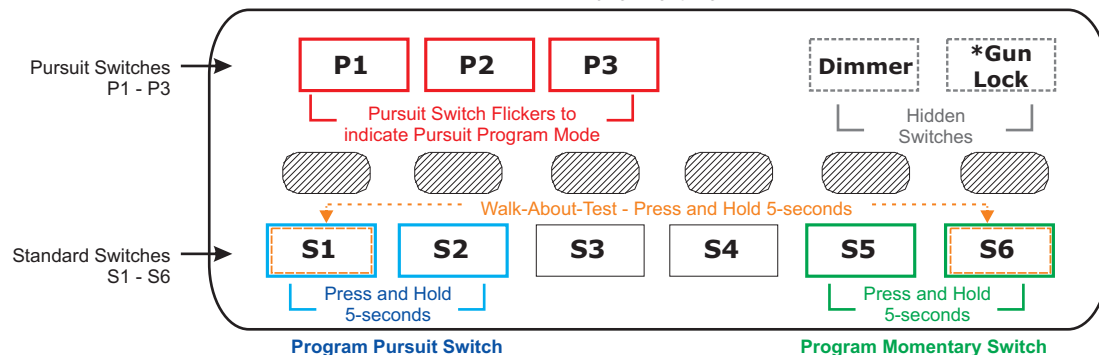 Pursuit Switches
P1 - P3
P1
P2
P3
Dimmer
*Gun
Lock
Pursuit Switch Flickers to
indicate Pursuit Program Mode
Hidden
Switches
Walk-About-Test - Press and Hold 5-seconds
Standard Switches
S1 - S6
S1
S2
S3
S4
S5
S6
Press and Hold
5-seconds
Press and Hold
5-seconds
Program Pursuit Switch
Program Momentary Switch